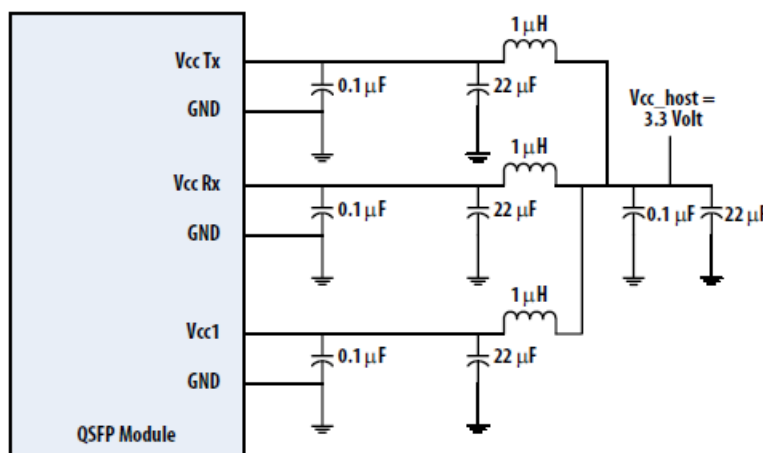 1 μH
Vcc Tx
0.1 μF
22 μF
GND
Vcc_host =
3.3 Volt
1 μH
Vcc Rx
0.1 μF
22 μF
0.1 μF
22 μF
GND
1 μH
Vcc1
0.1 μF
22 μF
GND
QSFP Module